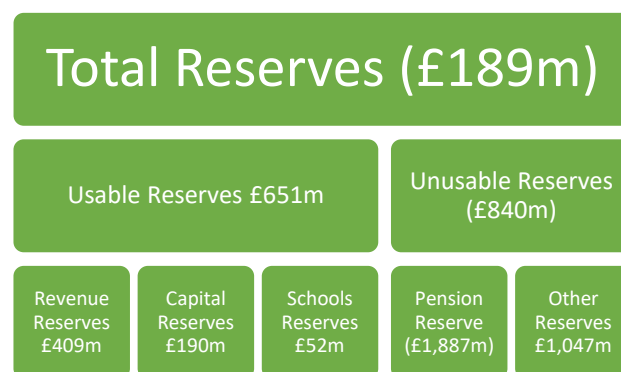 Total Reserves (£189m)
Usable Reserves £651m
Unusable Reserves
(£840m)
Revenue
Reserves
£409m
Capital
Reserves
£190m
Schools
Reserves
£52m
Pension
Reserve
(£1,887m)
Other
Reserves
£1,047m